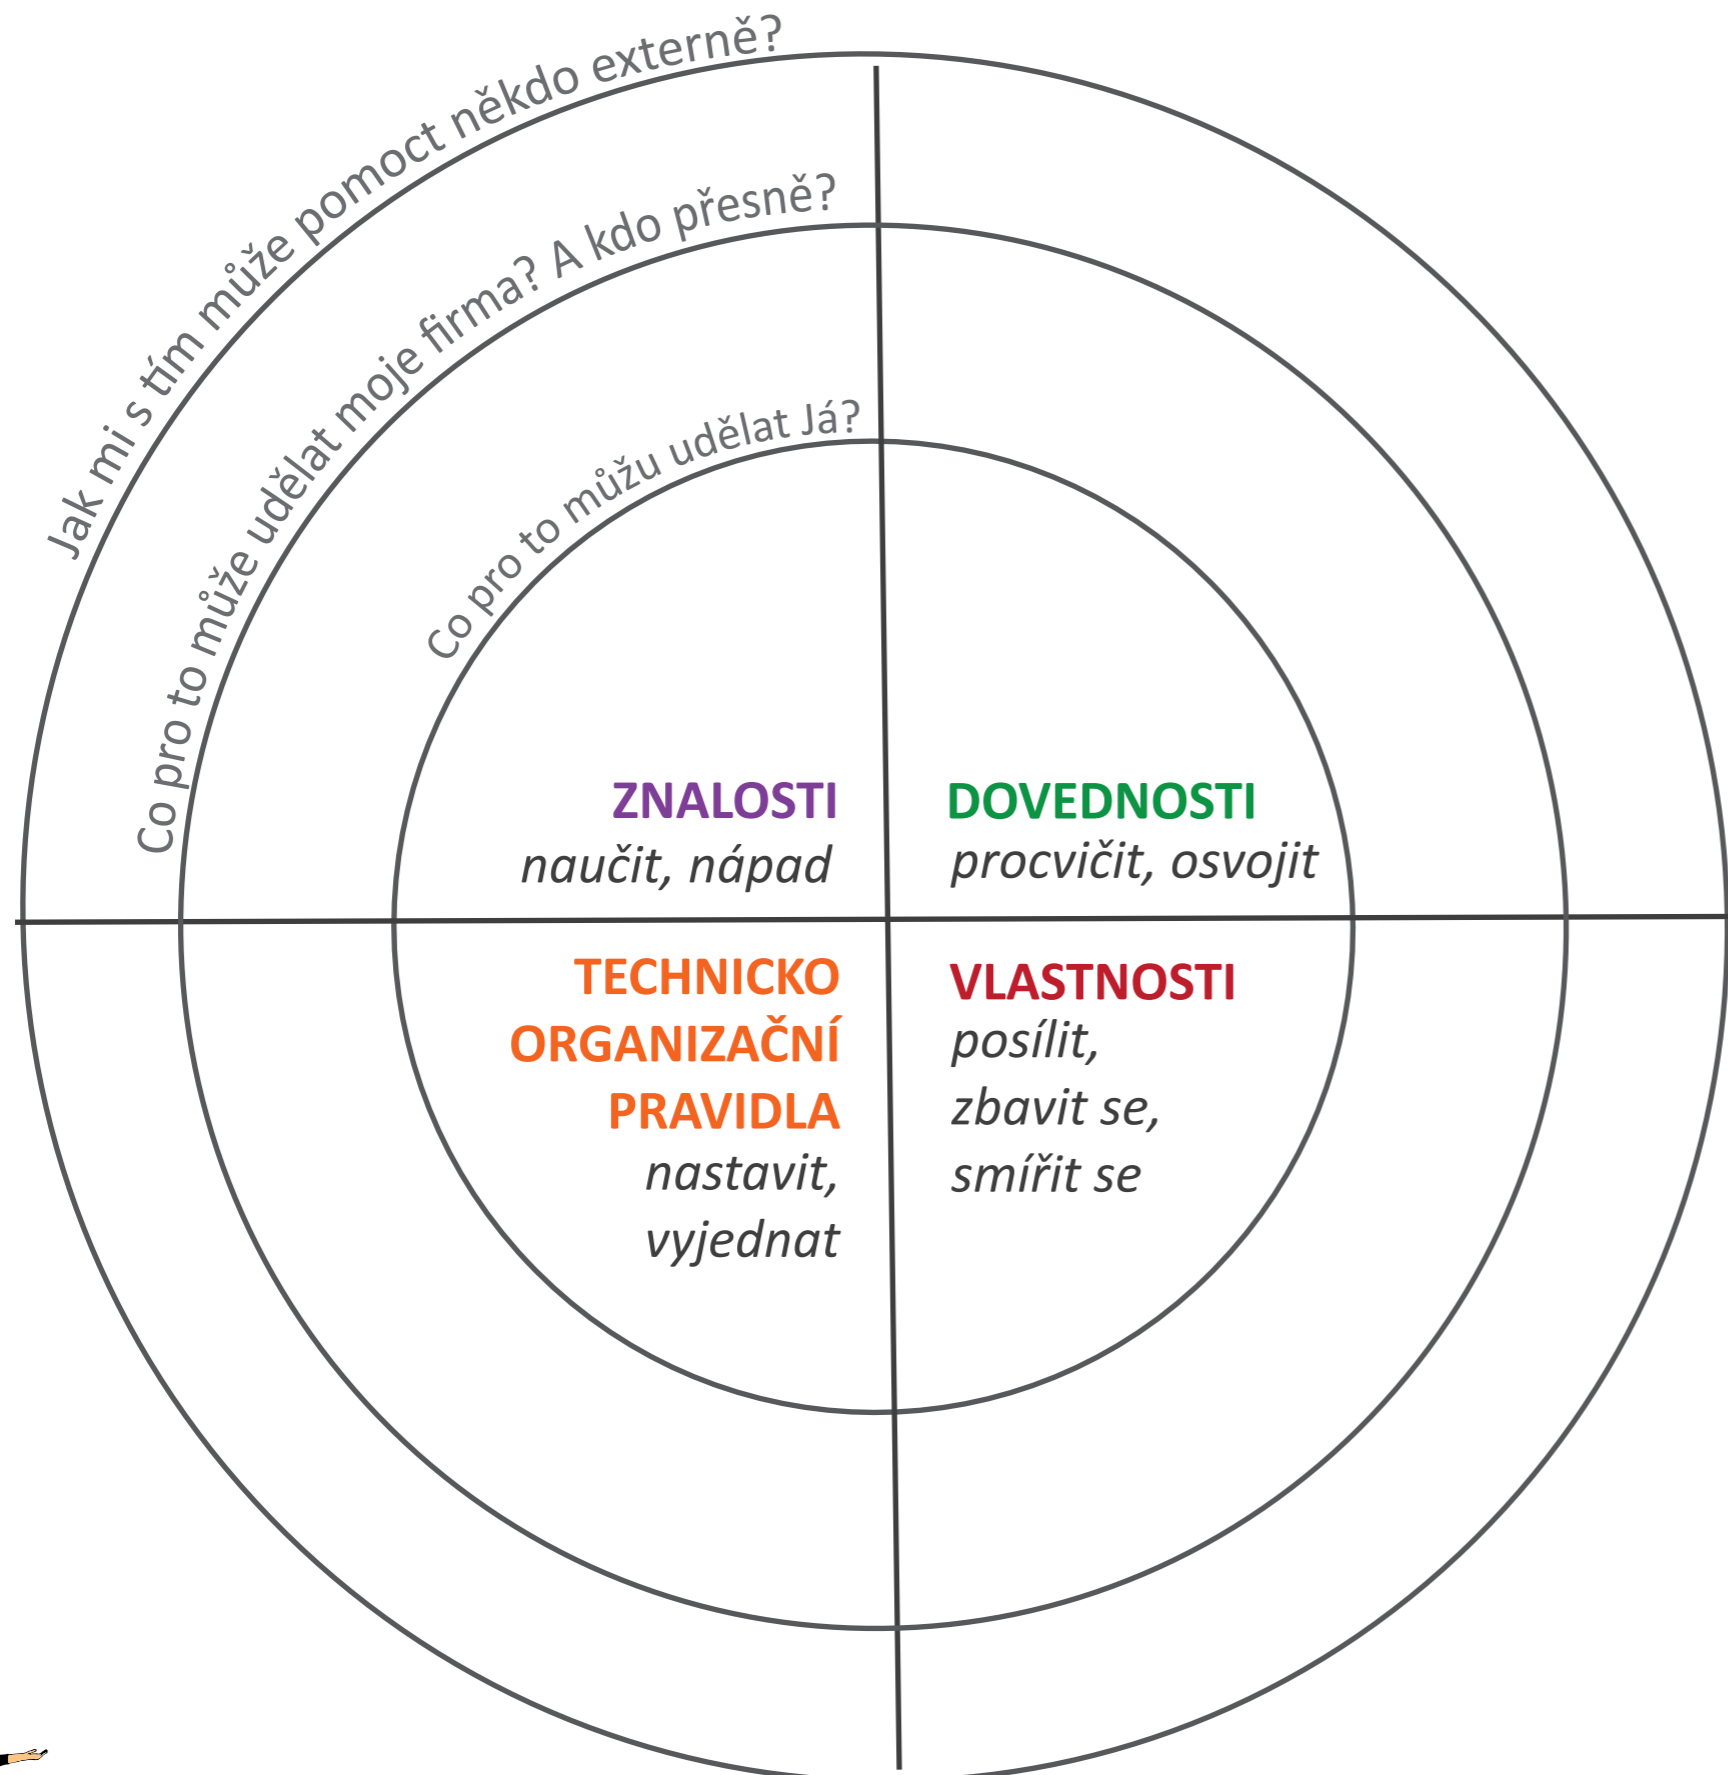 Jak mi s tím může pomoct někdo externě?
Co pro to může udělat moje firma? A kdo přesně?
Co pro to můžu udělat Já?
ZNALOSTI
naučit, nápad
DOVEDNOSTI
procvičit, osvojit
TECHNICKO
ORGANIZAČNÍ
PRAVIDLA
nastavit,
vyjednat
VLASTNOSTI
posílit,
zbavit se,
smířit se